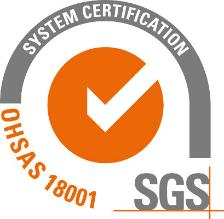 SYSTEM CERTIFICATION
OHSAS 18001
SGS